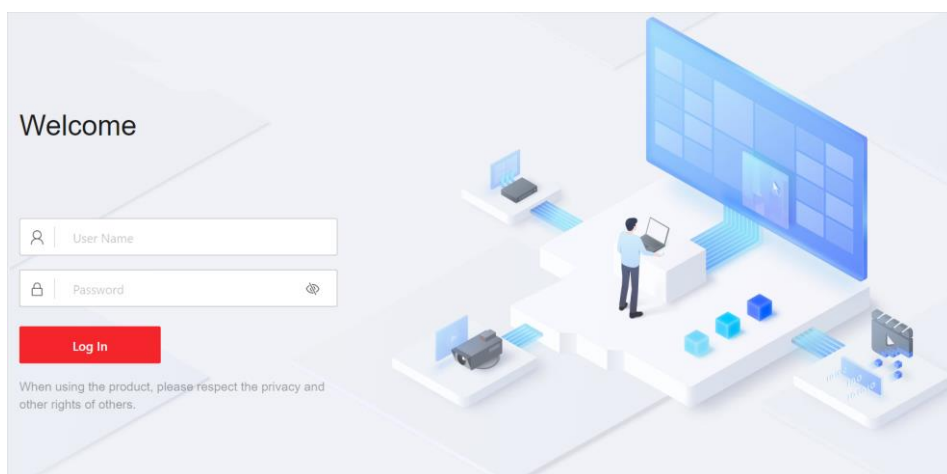 Welcome
User Name
Password
Log In
When using the product, please respect the privacy and
other rights of others.